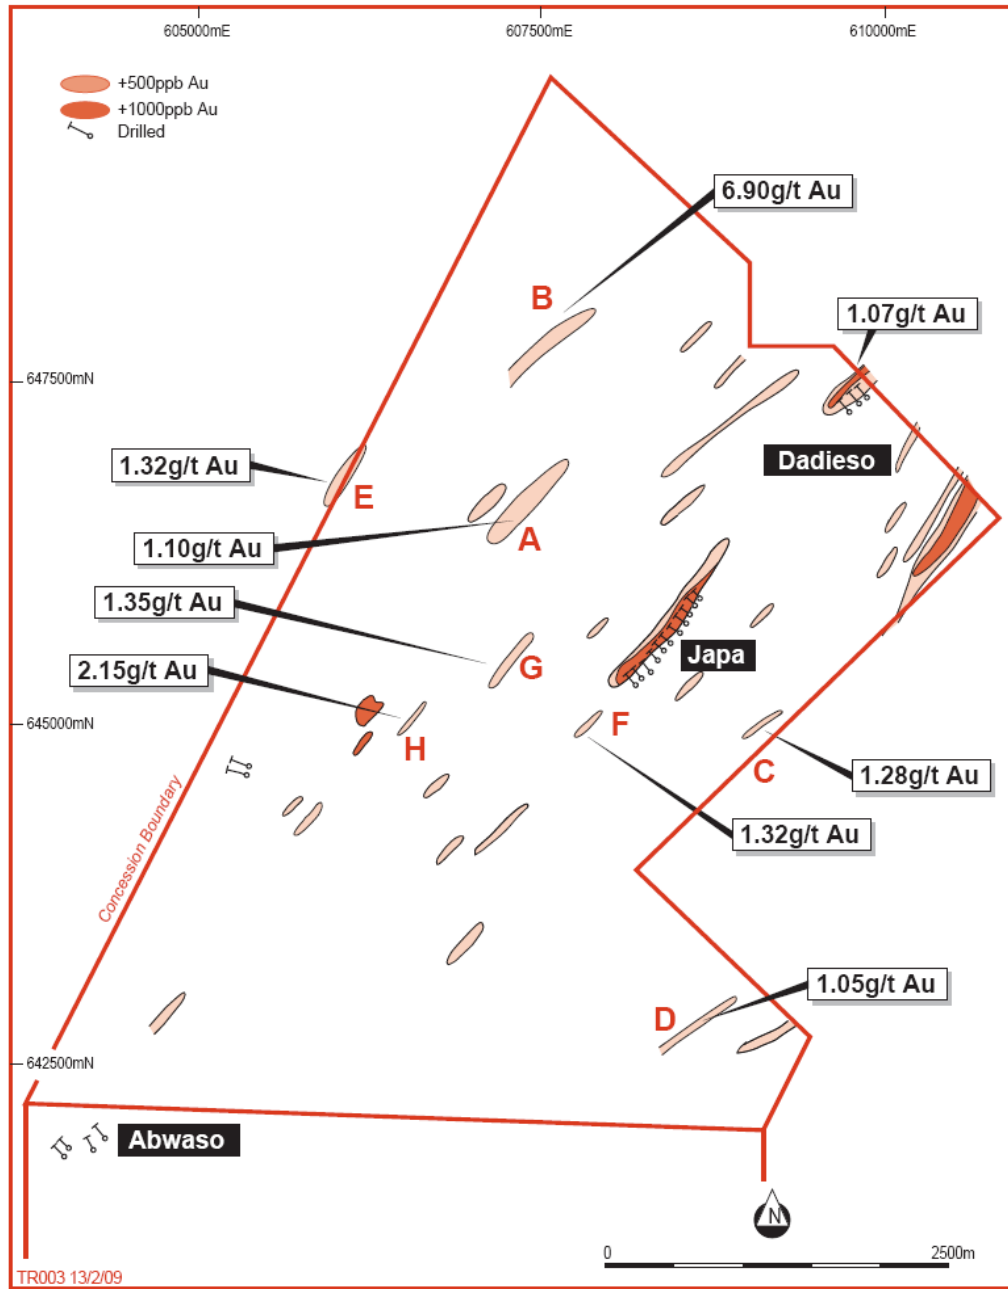 605000mE 607500mE 610000mE
+500ppb Au
+1000ppb Au
Drilled
6.90g/t Au
B
1.07g/t Au
647500mN
Dadieso
1.32g/t Au
E
A
1.10g/t Au
1.35g/t Au
Japa
G
2.15g/t Au
645000mN
F
H
C
1.28g/t Au
1.32g/t Au
Concession Boundary
1.05g/t Au
D
642500mN
Abwaso
N
0 2500m
TR003 13/2/09